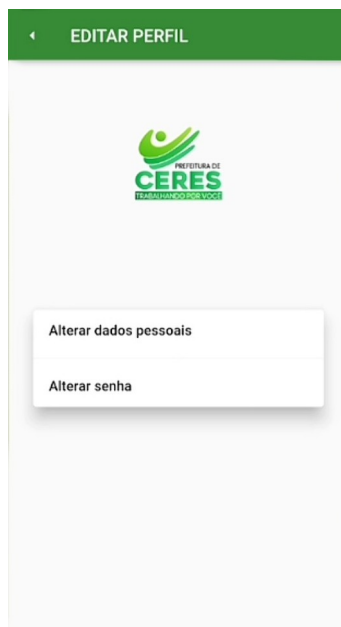 EDITAR PERFIL
PREFEITURA DE
CERES
TRABALHANDO POR VOCÊ
Alterar dados pessoais
Alterar senha